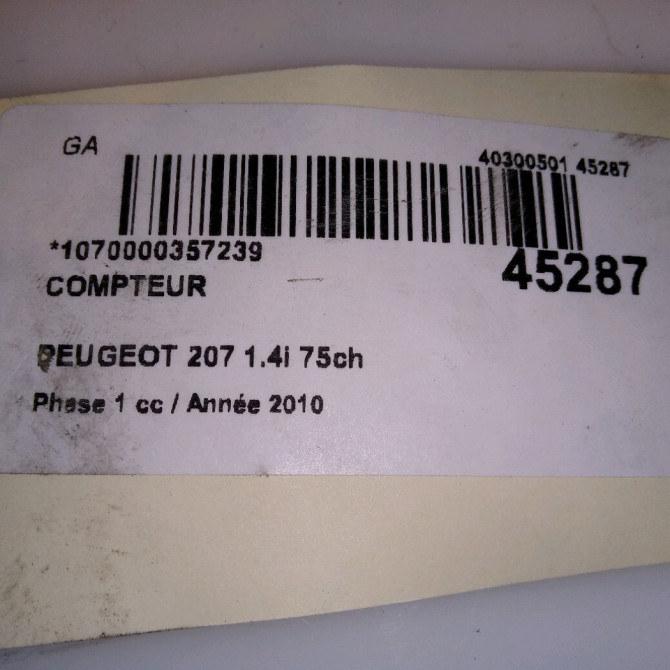 GA
40300501 45287
*1070000357239
45287
COMPTEUR
PEUGEOT 207 1.4i 75ch
Phase 1 cc / Année 2010